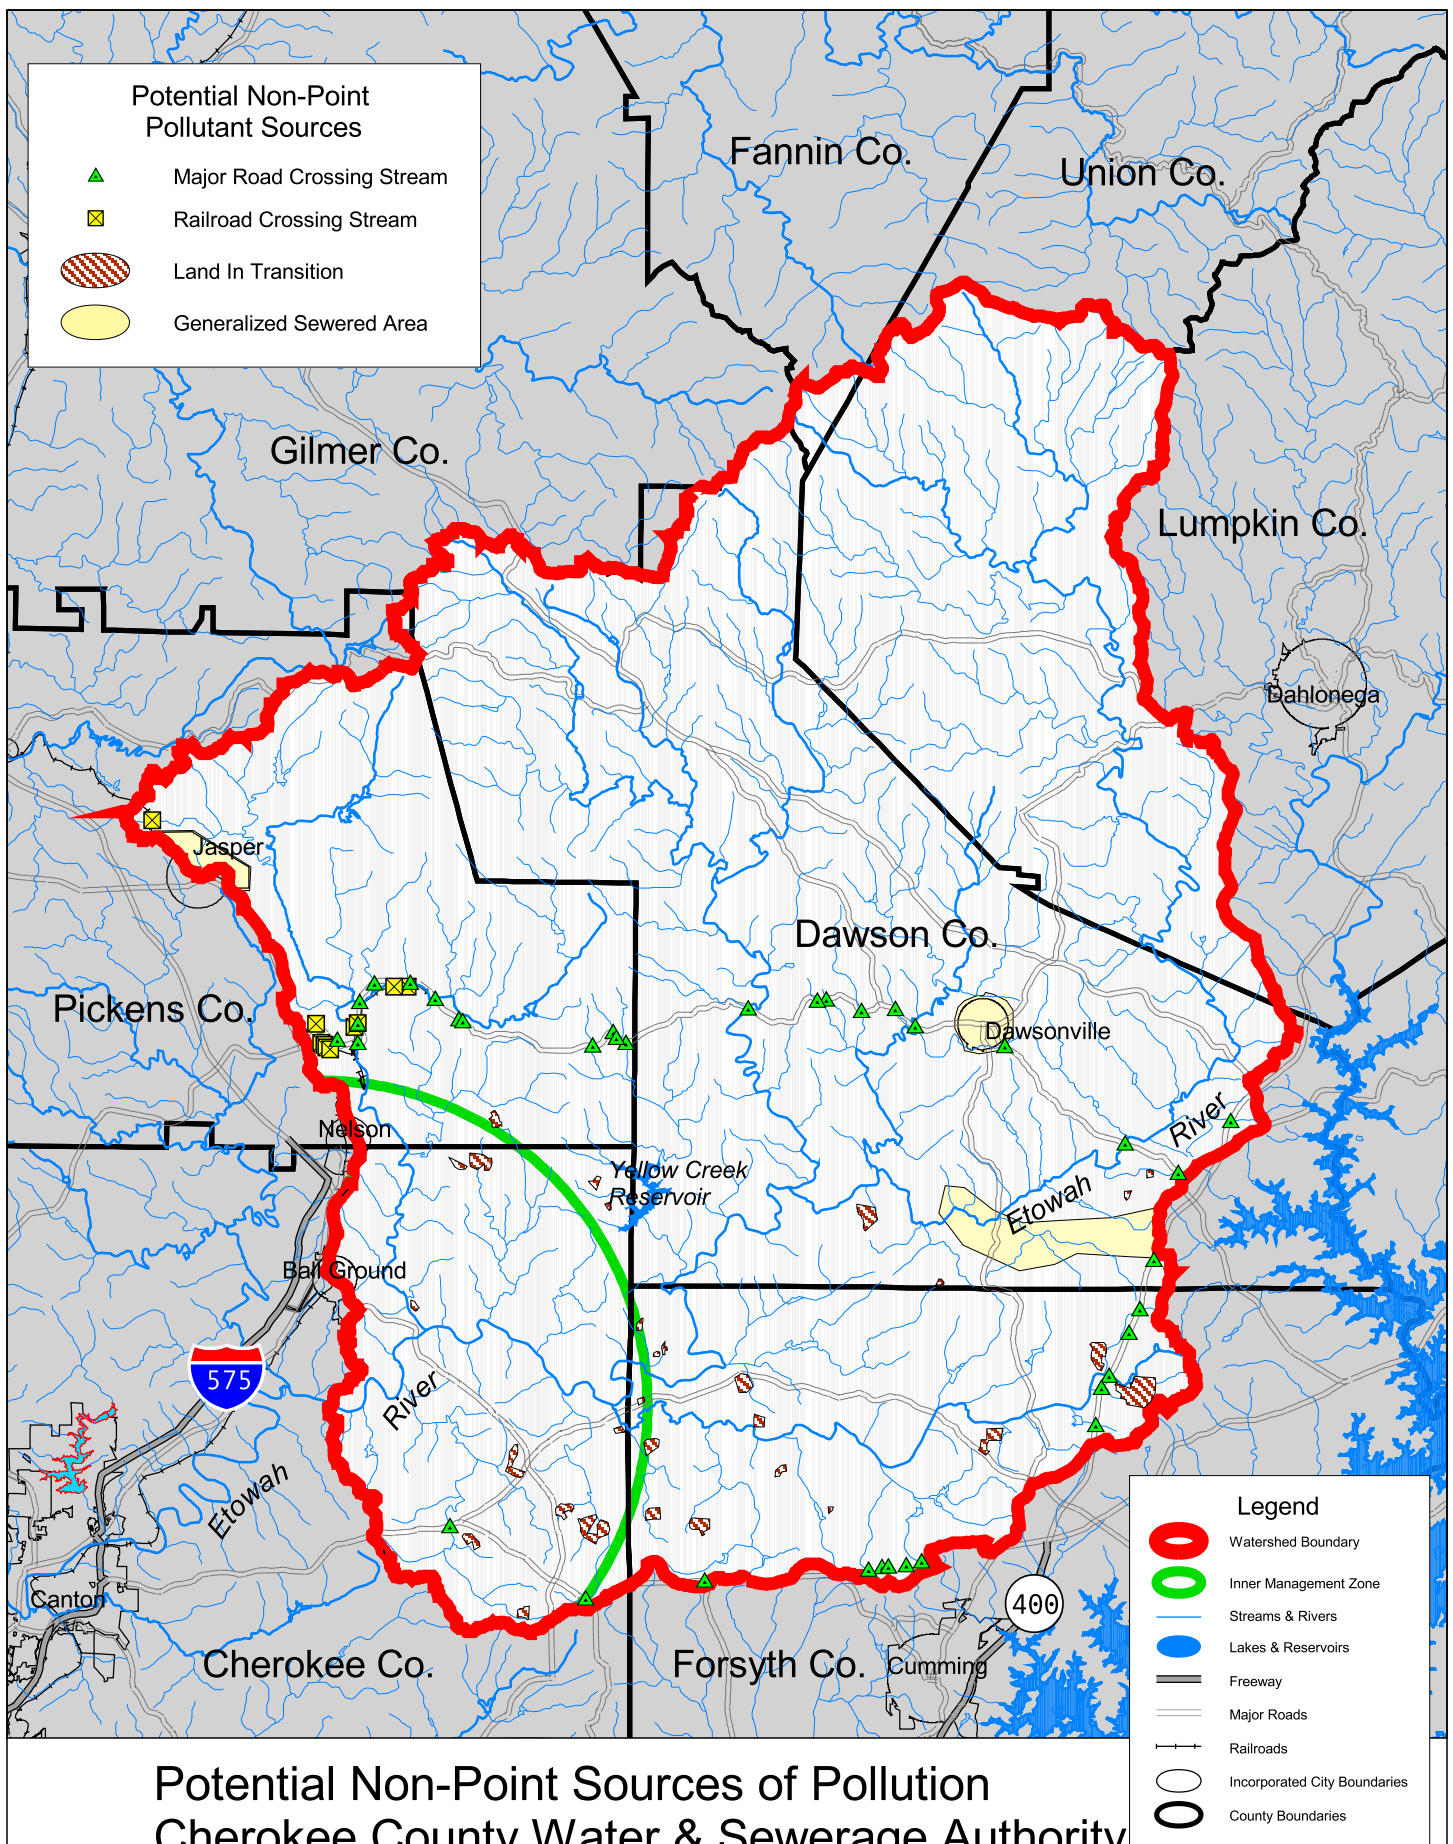 Potential Non-Point
Pollutant Sources
Major Road Crossing Stream
Railroad Crossing Stream
Land In Transition
Generalized Sewered Area
Fannin Co.
Union Co.
Gilmer Co.
Lumpkin Co.
Dahlonega
Jasper
Dawson Co.
Pickens Co.
Dawsonville
Nelson
River
Yellow Creek
Reservoir
Etowah
Ball Ground
575
River
Etowah
Canton
400
Cherokee Co.
Forsyth Co.
Cumming
Legend
Watershed Boundary
Inner Management Zone
Streams & Rivers
Lakes & Reservoirs
Freeway
Major Roads
Railroads
Incorporated City Boundaries
County Boundaries
Potential Non-Point Sources of Pollution
Cherokee County Water & Sewerage Authority